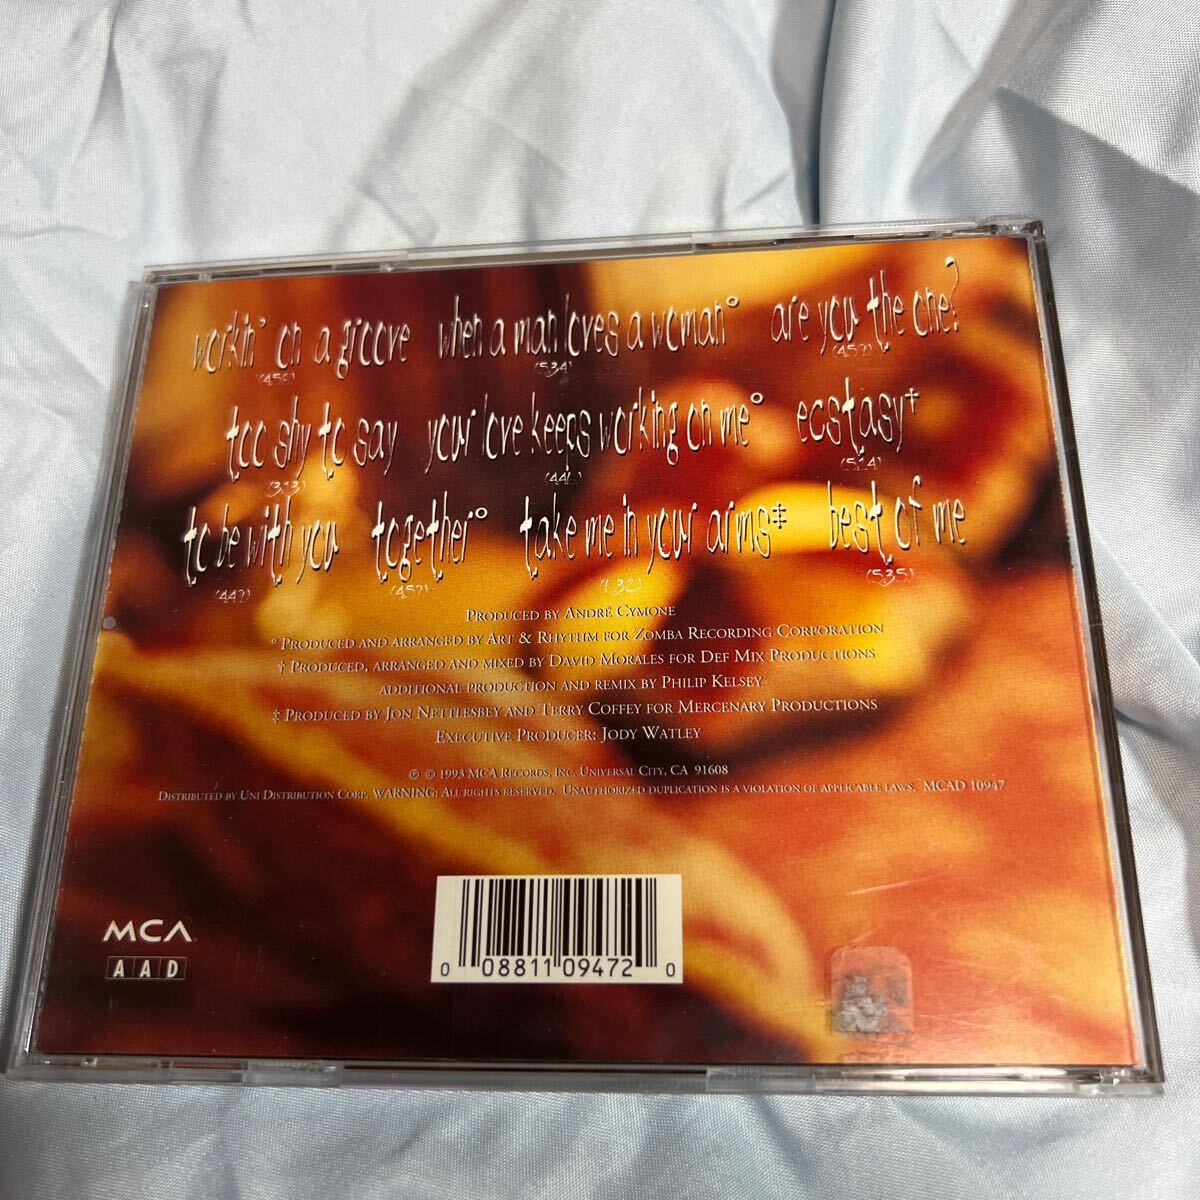 workin' on a groove when a man loves a woman° are you the one?
(5:34) (4:57)
too shy to say your love keeps working on me° ecstasy†
(3:13) (5:14)
to be with you together° take me in your arms‡ best of me
(4:47) (4:57) (5:35)
PRODUCED BY ANDRÉ CYMONE
° PRODUCED AND ARRANGED BY ART & RHYTHM FOR ZOMBA RECORDING CORPORATION
† PRODUCED, ARRANGED AND MIXED BY DAVID MORALES FOR DEF MIX PRODUCTIONS
ADDITIONAL PRODUCTION AND REMIX BY PHILIP KELSEY
‡ PRODUCED BY JON NETTLESBEY AND TERRY COFFEY FOR MERCENARY PRODUCTIONS
EXECUTIVE PRODUCER: JODY WATLEY
℗ © 1993 MCA RECORDS, INC. UNIVERSAL CITY, CA 91608
DISTRIBUTED BY UNI DISTRIBUTION CORP. WARNING: ALL RIGHTS RESERVED. UNAUTHORIZED DUPLICATION IS A VIOLATION OF APPLICABLE LAWS. MCAD 10947
MCA
AAD
0 08811 09472 0